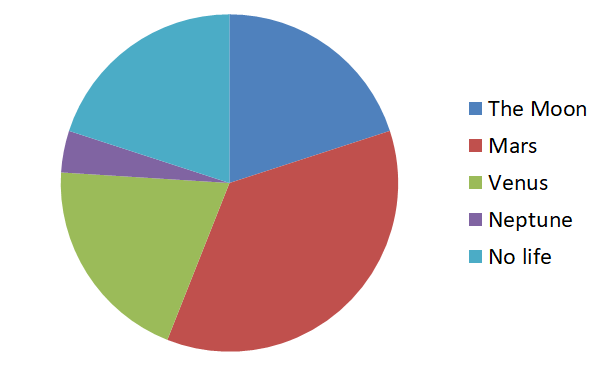 The Moon
Mars
Venus
Neptune
No life